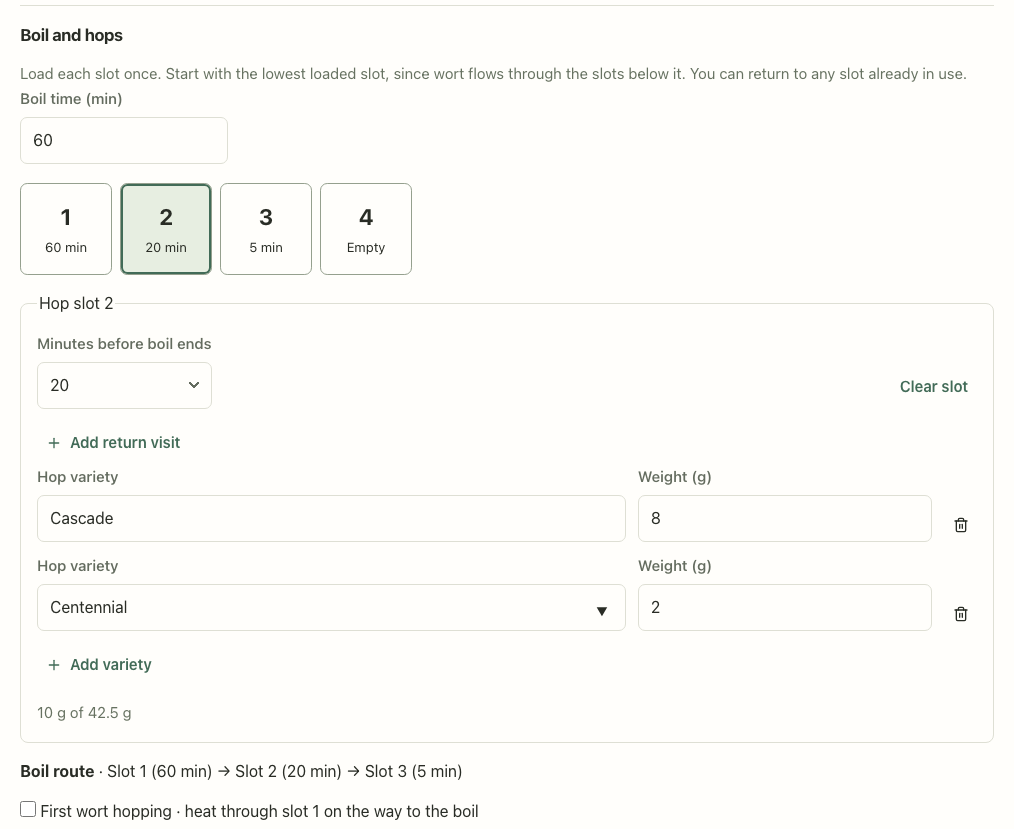 Boil and hops
Load each slot once. Start with the lowest loaded slot, since wort flows through the slots below it. You can return to any slot already in use.
Boil time (min)
60
1
60 min
2
20 min
3
5 min
4
Empty
Hop slot 2
Minutes before boil ends
20
Clear slot
+ Add return visit
Hop variety
Weight (g)
Cascade
8
Hop variety
Weight (g)
Centennial
2
+ Add variety
10 g of 42.5 g
Boil route · Slot 1 (60 min) → Slot 2 (20 min) → Slot 3 (5 min)
First wort hopping · heat through slot 1 on the way to the boil